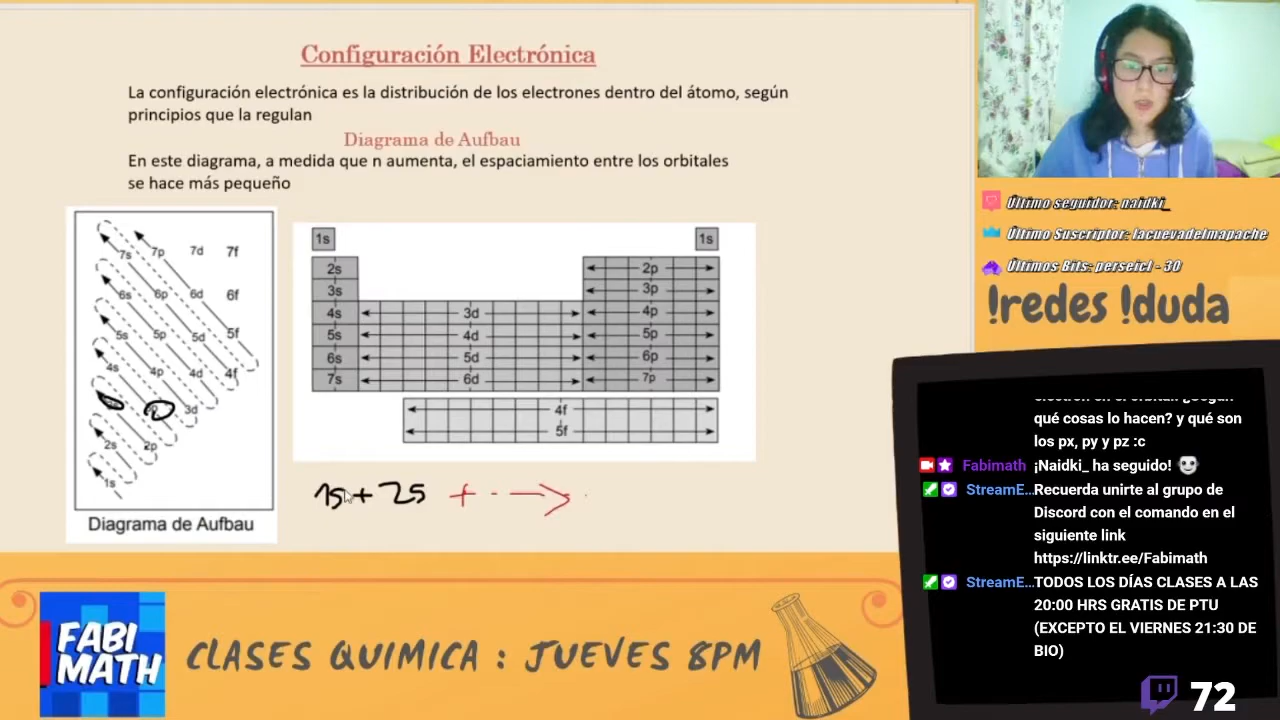 Configuración Electrónica
La configuración electrónica es la distribución de los electrones dentro del átomo, según
principios que la regulan
Diagrama de Aufbau
En este diagrama, a medida que n aumenta, el espaciamiento entre los orbitales
se hace más pequeño
7s 7p 7d 7f
6s 6p 6d 6f
5s 5p 5d 5f
4s 4p 4d 4f
3d
2s 2p
1s
Diagrama de Aufbau
1s 1s
2s 2p
3s 3p
4s 3d 4p
5s 4d 5p
6s 5d 6p
7s 6d 7p
4f
5f
1s + 2s +
Último seguidor: naidki_
Último Suscriptor: lacuevadelmapache
Últimos Bits: perseicl - 30
!redes !duda
qué cosas lo hacen? y qué son
los px, py y pz :c
Fabimath ¡Naidki_ ha seguido!
StreamE... Recuerda unirte al grupo de
Discord con el comando en el
siguiente link
https://linktr.ee/Fabimath
StreamE... TODOS LOS DÍAS CLASES A LAS
20:00 HRS GRATIS DE PTU
(EXCEPTO EL VIERNES 21:30 DE
BIO)
72
FABI
MATH
CLASES QUIMICA : JUEVES 8PM